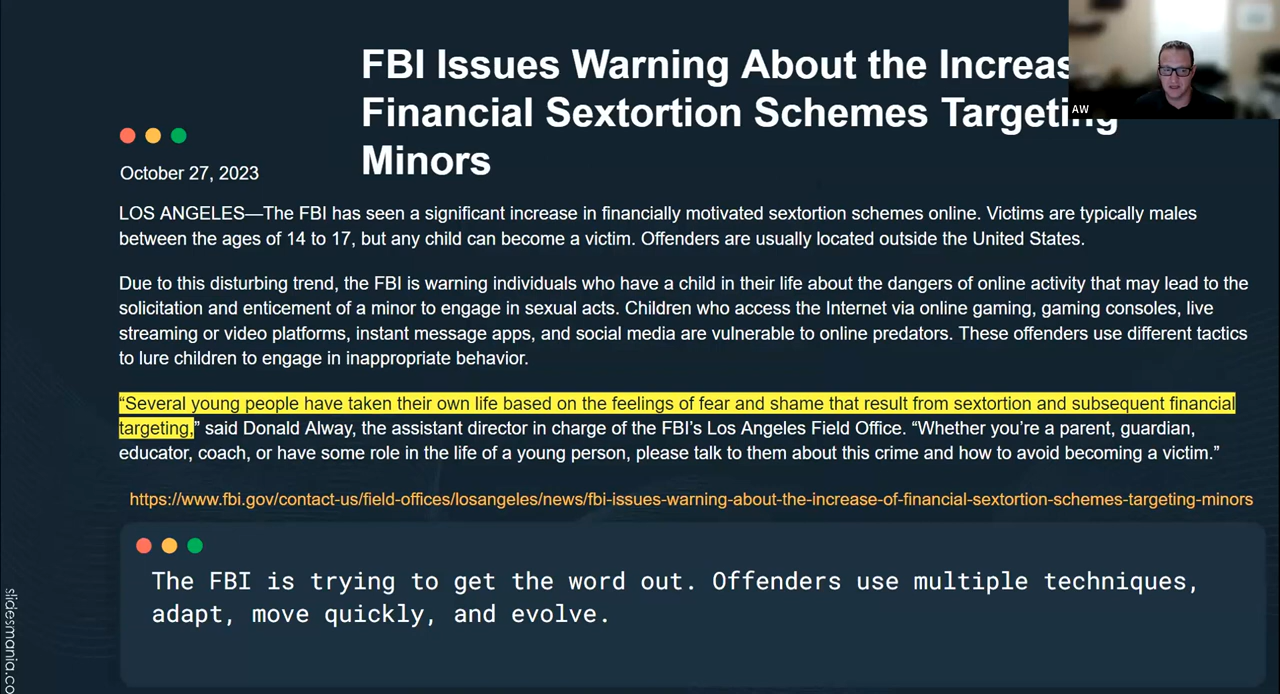 FBI Issues Warning About the Increas
Financial Sextortion Schemes Targeting
Minors
AW
October 27, 2023
LOS ANGELES—The FBI has seen a significant increase in financially motivated sextortion schemes online. Victims are typically males
between the ages of 14 to 17, but any child can become a victim. Offenders are usually located outside the United States.
Due to this disturbing trend, the FBI is warning individuals who have a child in their life about the dangers of online activity that may lead to the
solicitation and enticement of a minor to engage in sexual acts. Children who access the Internet via online gaming, gaming consoles, live
streaming or video platforms, instant message apps, and social media are vulnerable to online predators. These offenders use different tactics
to lure children to engage in inappropriate behavior.
“Several young people have taken their own life based on the feelings of fear and shame that result from sextortion and subsequent financial
targeting,” said Donald Alway, the assistant director in charge of the FBI’s Los Angeles Field Office. “Whether you’re a parent, guardian,
educator, coach, or have some role in the life of a young person, please talk to them about this crime and how to avoid becoming a victim.”
https://www.fbi.gov/contact-us/field-offices/losangeles/news/fbi-issues-warning-about-the-increase-of-financial-sextortion-schemes-targeting-minors
The FBI is trying to get the word out. Offenders use multiple techniques,
adapt, move quickly, and evolve.
slidesmania.co